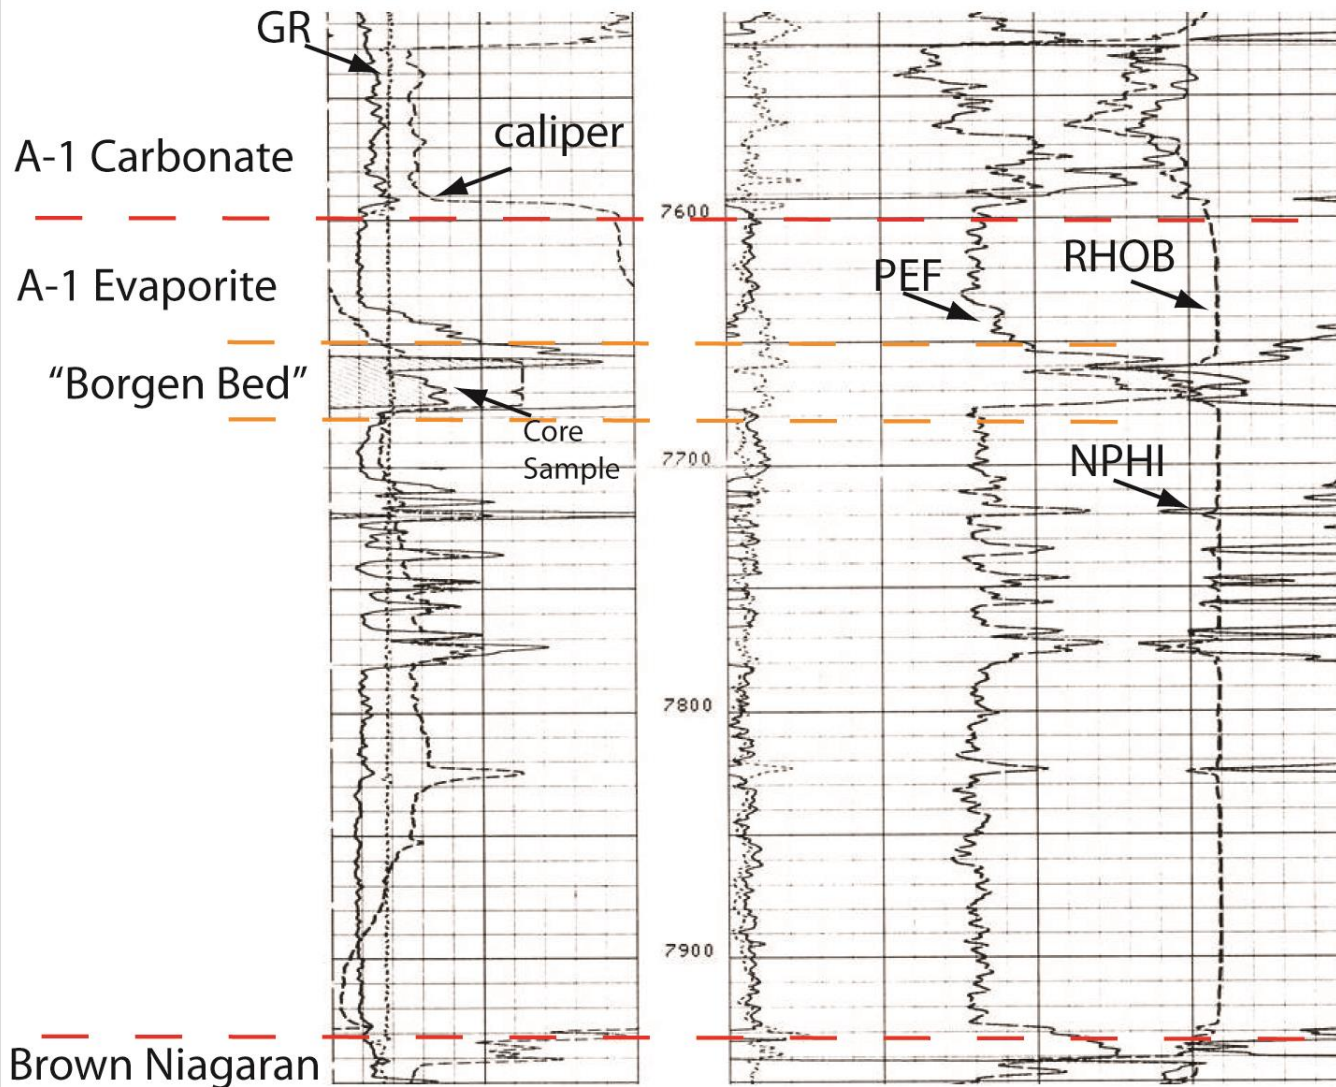 GR
caliper
A-1 Carbonate
7600
RHOB
PEF
A-1 Evaporite
“Borgen Bed”
Core
Sample
7700
NPHI
7800
7900
Brown Niagaran